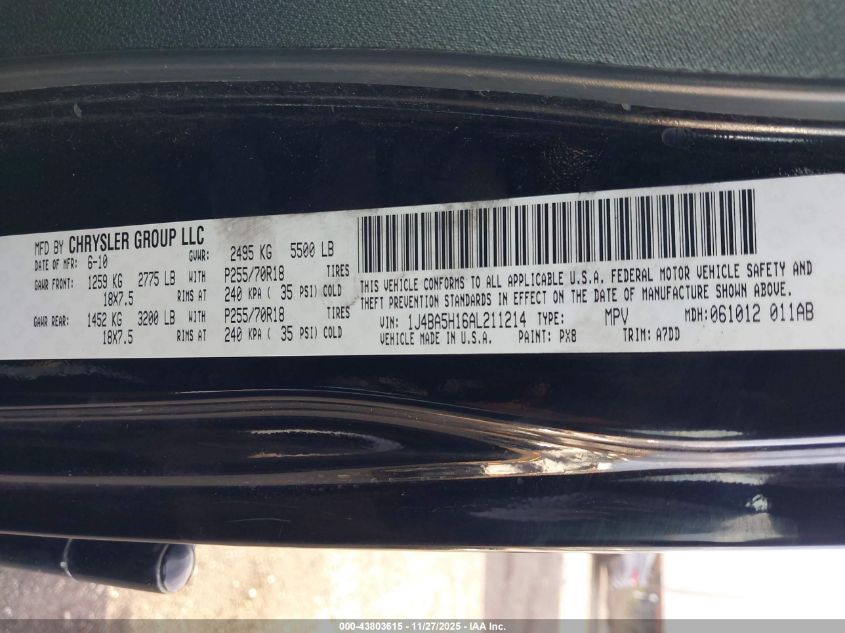 MFD BY CHRYSLER GROUP LLC
DATE OF MFR: 6-10 GVWR: 2495 KG 5500 LB
GAWR FRONT: 1259 KG 2775 LB WITH P255/70R18 TIRES
18X7.5 RIMS AT 240 KPA ( 35 PSI) COLD
GAWR REAR: 1452 KG 3200 LB WITH P255/70R18 TIRES
18X7.5 RIMS AT 240 KPA ( 35 PSI) COLD
THIS VEHICLE CONFORMS TO ALL APPLICABLE U.S.A. FEDERAL MOTOR VEHICLE SAFETY AND
THEFT PREVENTION STANDARDS IN EFFECT ON THE DATE OF MANUFACTURE SHOWN ABOVE.
VIN: 1J4BA5H16AL211214 TYPE: MPV MDH:061012 011AB
VEHICLE MADE IN U.S.A. PAINT: PX8 TRIM: A7DD
000-43803615 - 11/27/2025 - IAA Inc.